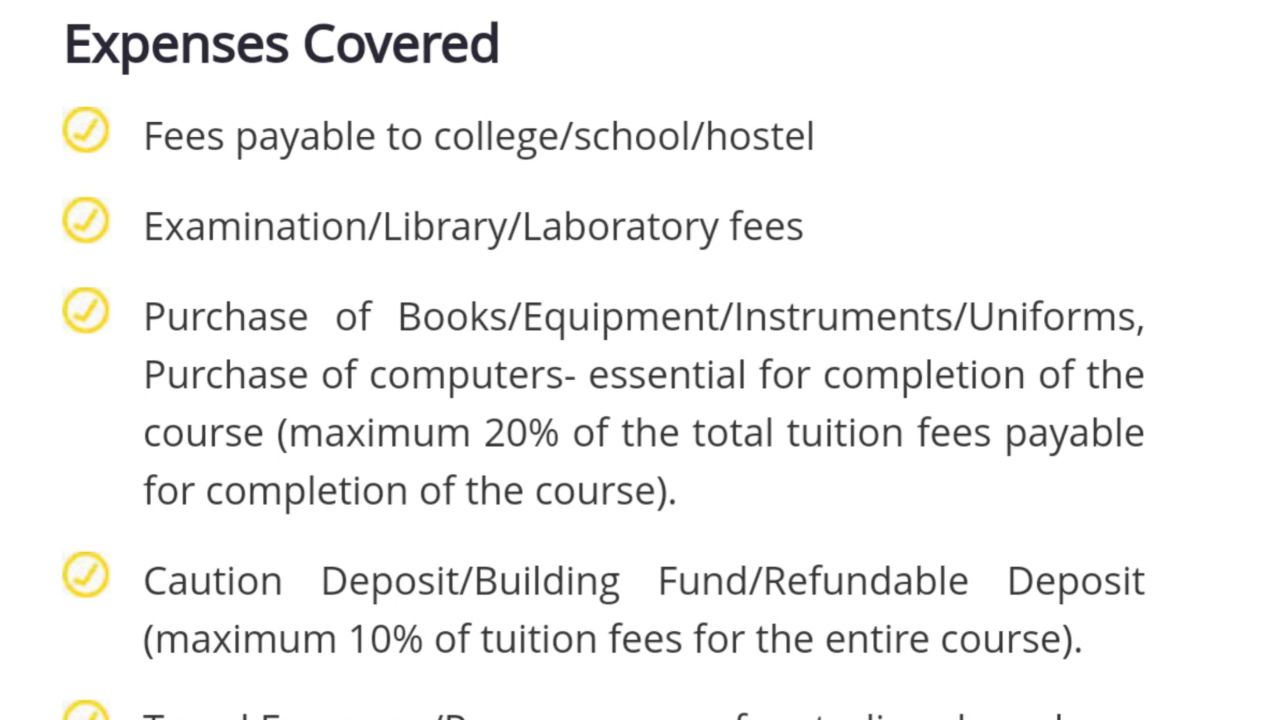 Expenses Covered
Fees payable to college/school/hostel
Examination/Library/Laboratory fees
Purchase of Books/Equipment/Instruments/Uniforms,
Purchase of computers- essential for completion of the
course (maximum 20% of the total tuition fees payable
for completion of the course).
Caution Deposit/Building Fund/Refundable Deposit
(maximum 10% of tuition fees for the entire course).